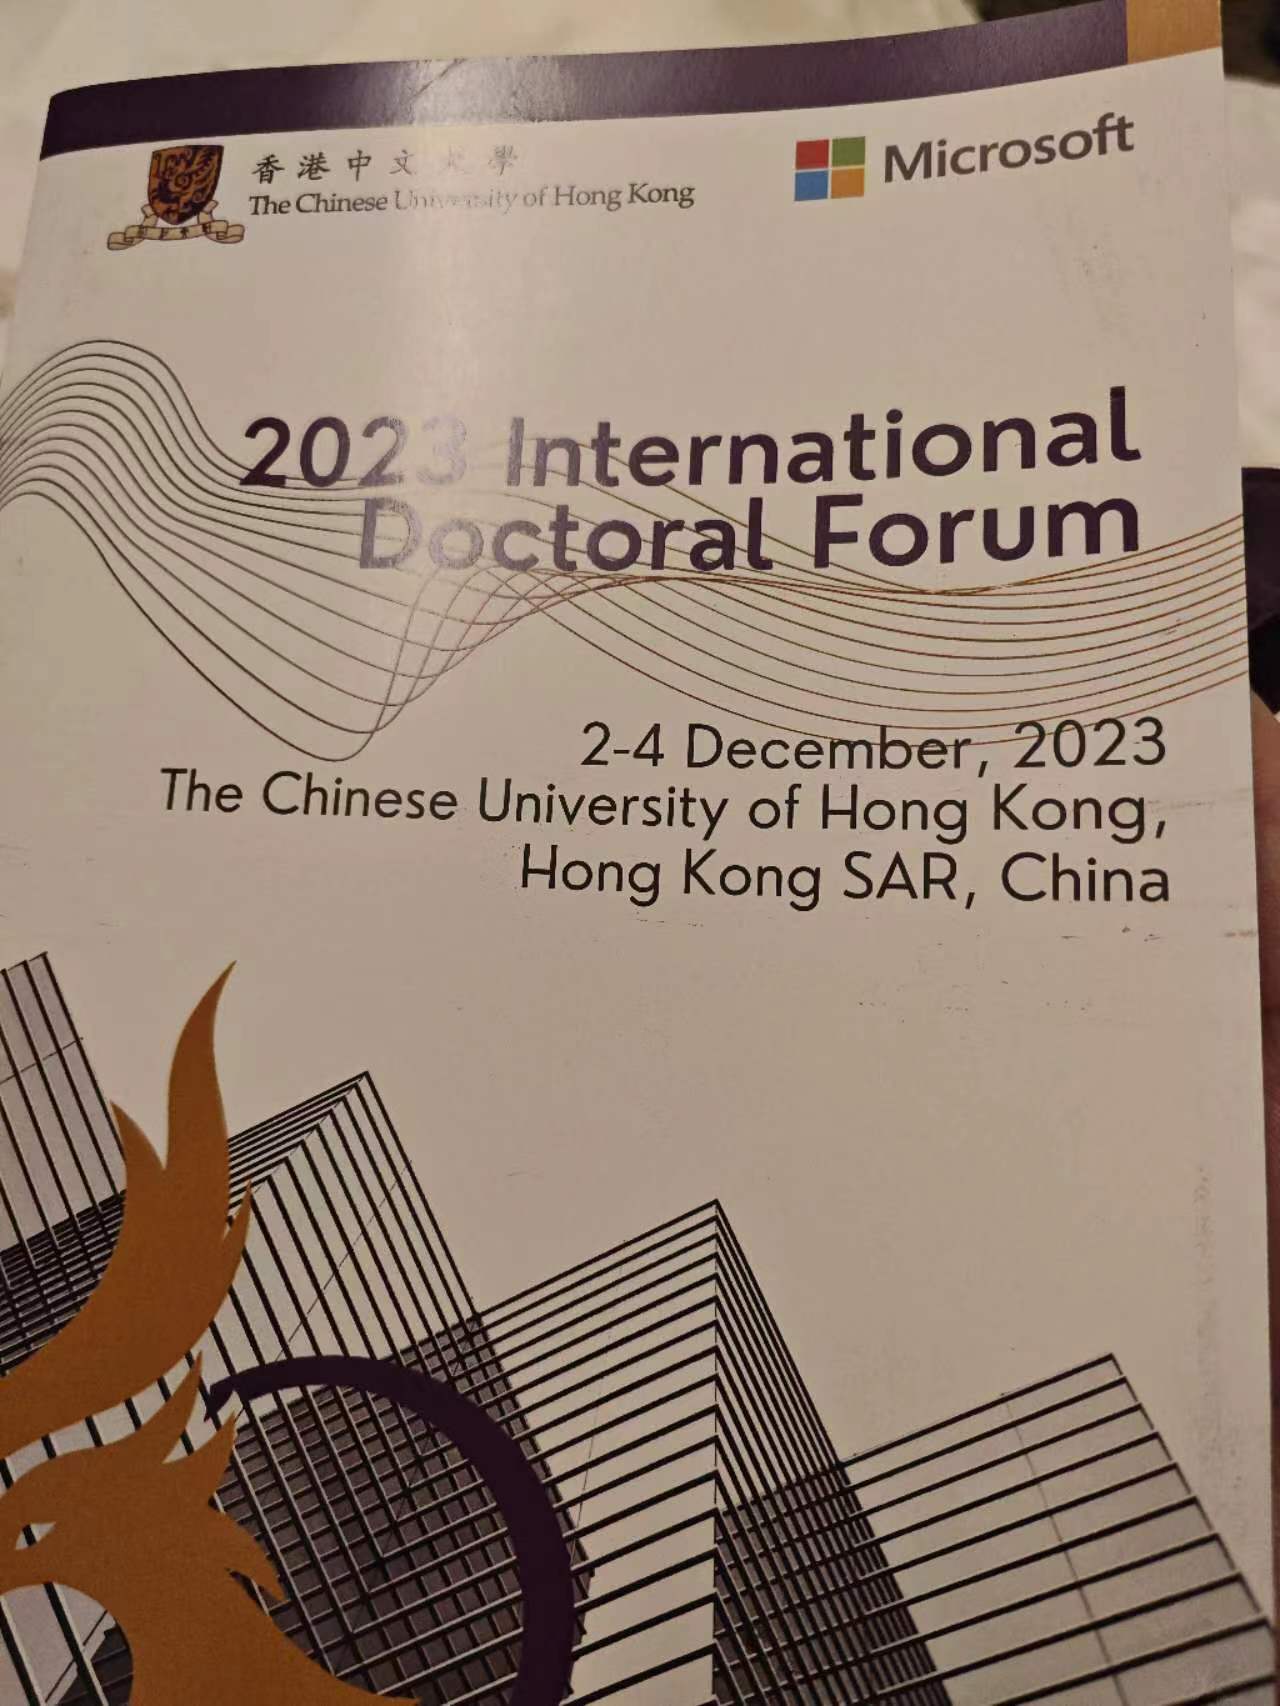 香港中文大學
The Chinese University of Hong Kong
Microsoft
2023 International
Doctoral Forum
2-4 December, 2023
The Chinese University of Hong Kong,
Hong Kong SAR, China